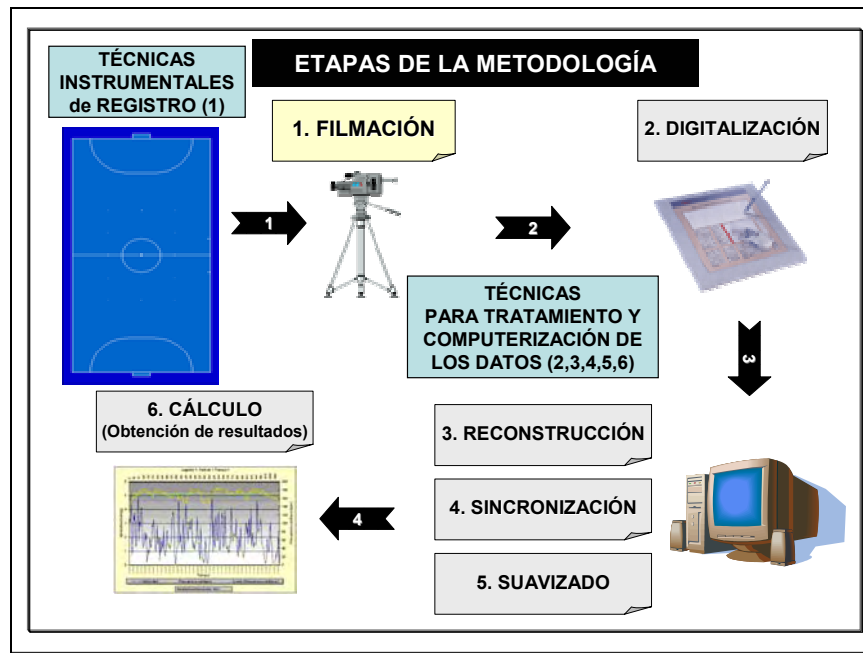 TÉCNICAS
INSTRUMENTALES
de REGISTRO (1)
ETAPAS DE LA METODOLOGÍA
1. FILMACIÓN
2. DIGITALIZACIÓN
1
2
TÉCNICAS
PARA TRATAMIENTO Y
COMPUTERIZACIÓN DE
LOS DATOS (2,3,4,5,6)
3
6. CÁLCULO
(Obtención de resultados)
3. RECONSTRUCCIÓN
4. SINCRONIZACIÓN
4
5. SUAVIZADO